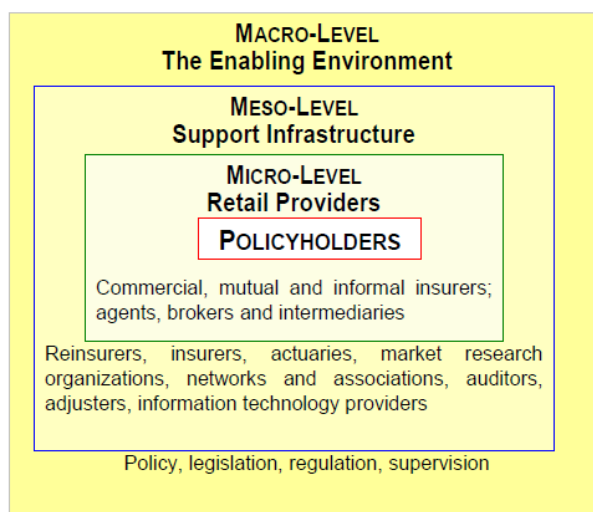 MACRO-LEVEL
The Enabling Environment
MESO-LEVEL
Support Infrastructure
MICRO-LEVEL
Retail Providers
POLICYHOLDERS
Commercial, mutual and informal insurers;
agents, brokers and intermediaries
Reinsurers, insurers, actuaries, market research
organizations, networks and associations, auditors,
adjusters, information technology providers
Policy, legislation, regulation, supervision